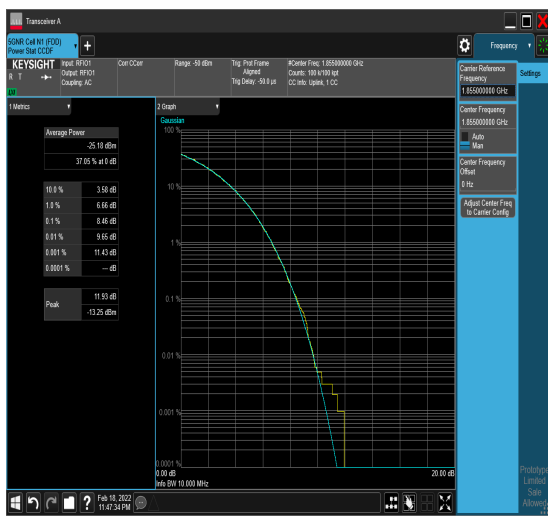 Transceiver A
5GNR Cell N1 (FDD)
Power Stat CCDF
Frequency
KEYSIGHT
R T
Input: RFIO1
Output: RFIO1
Coupling: AC
Corr CCorr
Range: -50 dBm
Trig: Prot Frame
Aligned
Trig Delay: -50.0 µs
#Center Freq: 1.855000000 GHz
Counts: 100 k/100 kpt
CC Info: Uplink, 1 CC
1 Metrics
2 Graph
Average Power
-25.18 dBm
37.05 % at 0 dB
10.0 % 3.58 dB
1.0 % 6.66 dB
0.1 % 8.46 dB
0.01 % 9.65 dB
0.001 % 11.43 dB
0.0001 % --- dB
Peak
11.93 dB
-13.25 dBm
Gaussian
100 %
10 %
1 %
0.1 %
0.01 %
0.001 %
0.0001 %
0.00 dB
20.00 dB
Info BW 10.000 MHz
Carrier Reference
Frequency
1.855000000 GHz
Center Frequency
1.855000000 GHz
Auto
Man
Center Frequency
Offset
0 Hz
Adjust Center Freq
to Carrier Config
Settings
Prototype
Limited
Sale
Allowed
Feb 18, 2022
11:47:34 PM